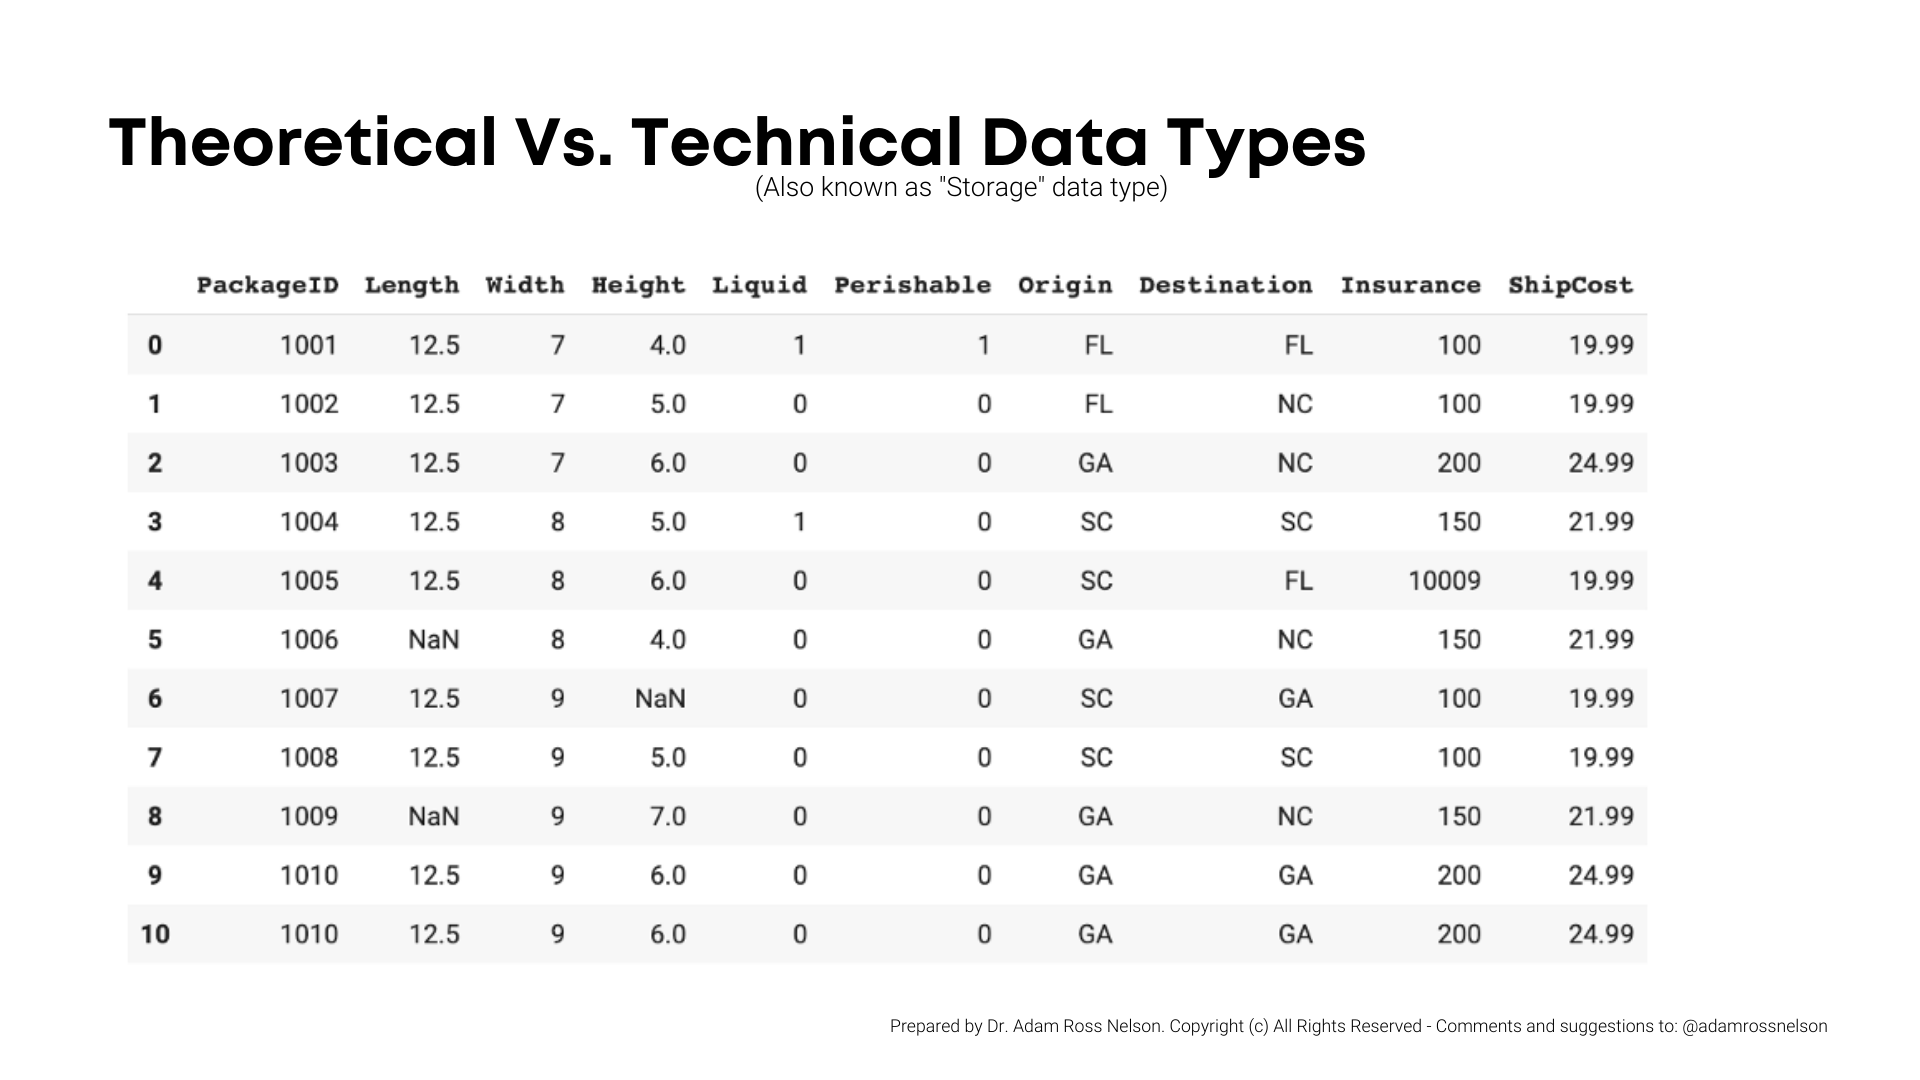 Theoretical Vs. Technical Data Types
(Also known as "Storage" data type)
PackageID Length Width Height Liquid Perishable Origin Destination Insurance ShipCost
0 1001 12.5 7 4.0 1 1 FL FL 100 19.99
1 1002 12.5 7 5.0 0 0 FL NC 100 19.99
2 1003 12.5 7 6.0 0 0 GA NC 200 24.99
3 1004 12.5 8 5.0 1 0 SC SC 150 21.99
4 1005 12.5 8 6.0 0 0 SC FL 10009 19.99
5 1006 NaN 8 4.0 0 0 GA NC 150 21.99
6 1007 12.5 9 NaN 0 0 SC GA 100 19.99
7 1008 12.5 9 5.0 0 0 SC SC 100 19.99
8 1009 NaN 9 7.0 0 0 GA NC 150 21.99
9 1010 12.5 9 6.0 0 0 GA GA 200 24.99
10 1010 12.5 9 6.0 0 0 GA GA 200 24.99
Prepared by Dr. Adam Ross Nelson. Copyright (c) All Rights Reserved - Comments and suggestions to: @adamrossnelson